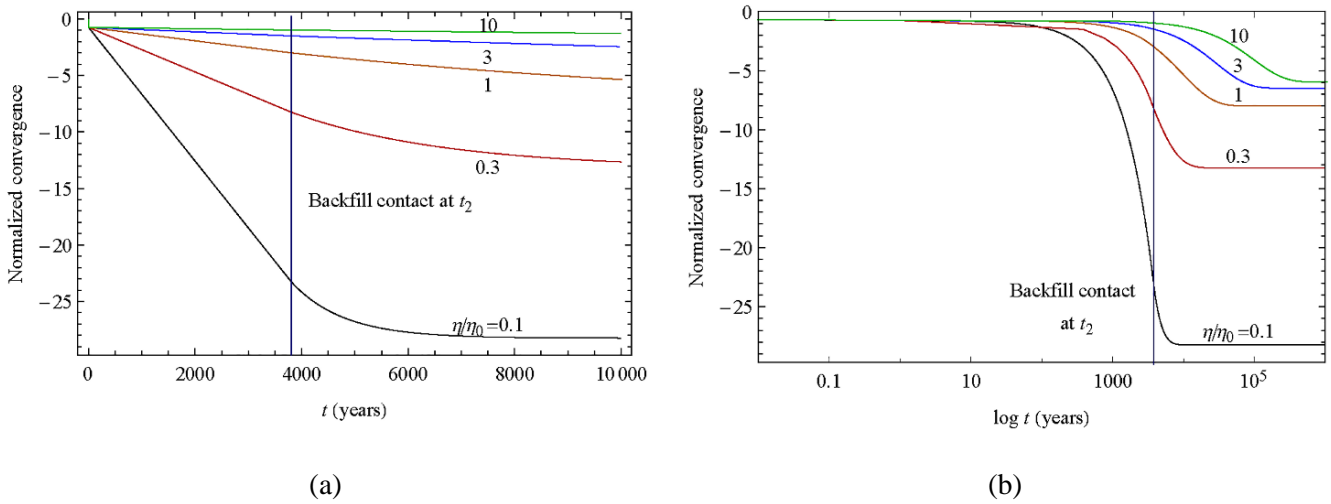 0
−5
−10
−15
−20
−25
Normalized convergence
10
3
1
0.3
Backfill contact at t₂
η/η₀=0.1
0 2000 4000 6000 8000 10 000
t (years)
(a)
0
−5
−10
−15
−20
−25
Normalized convergence
10
3
1
0.3
Backfill contact
at t₂
η/η₀=0.1
0.1 10 1000 10⁵
log t (years)
(b)